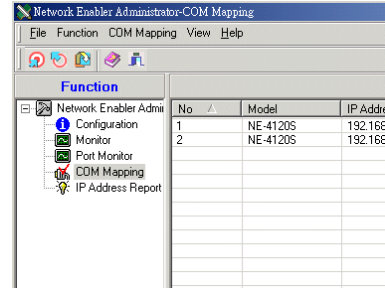 Network Enabler Administrator-COM Mapping
File Function COM Mapping View Help
Function
Network Enabler Admi
Configuration
Monitor
Port Monitor
COM Mapping
IP Address Report
No Model IP Addre
1 NE-4120S 192.168
2 NE-4120S 192.168